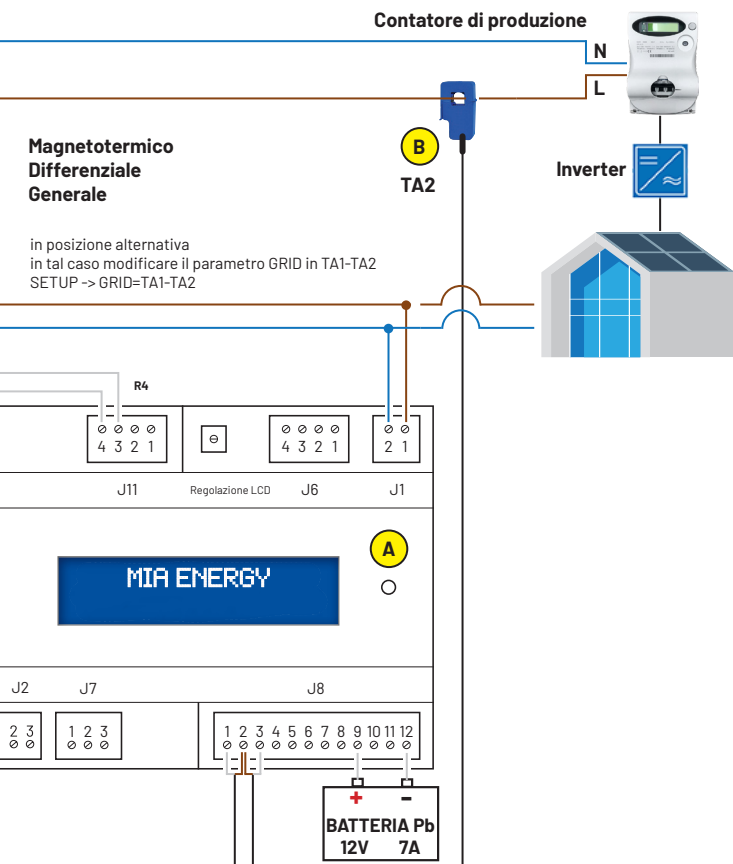 Contatore di produzione
N
L
Magnetotermico
Differenziale
Generale
B
TA2
Inverter
in posizione alternativa
in tal caso modificare il parametro GRID in TA1-TA2
SETUP -> GRID=TA1-TA2
R4
4 3 2 1
4 3 2 1
2 1
J11
Regolazione LCD
J6
J1
A
MIA ENERGY
J2
J7
J8
2 3
1 2 3
1 2 3 4 5 6 7 8 9 10 11 12
+ -
BATTERIA Pb
12V 7A